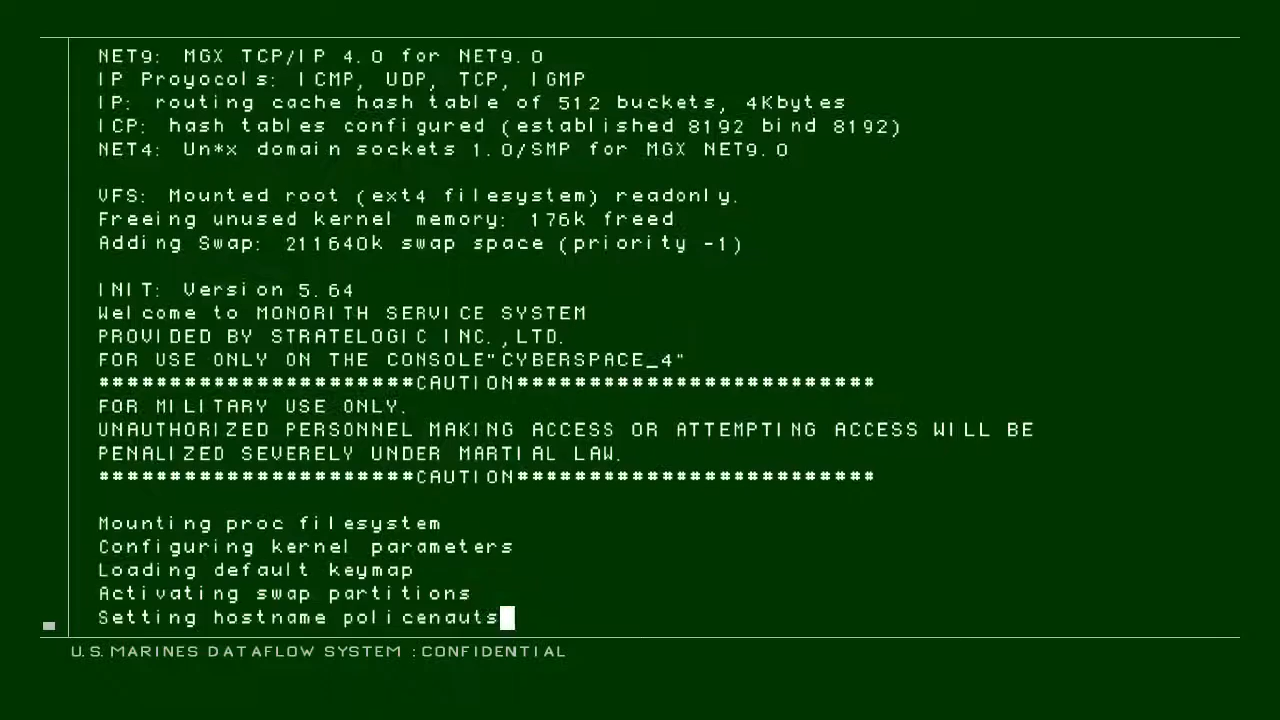 NET9: MGX TCP/IP 4.0 for NET9.0
IP Proyocols: ICMP, UDP, TCP, IGMP
IP: routing cache hash table of 512 buckets, 4Kbytes
ICP: hash tables configured (established 8192 bind 8192)
NET4: Un*x domain sockets 1.0/SMP for MGX NET9.0
VFS: Mounted root (ext4 filesystem) readonly.
Freeing unused kernel memory: 176k freed
Adding Swap: 211640k swap space (priority -1)
INIT: Version 5.64
Welcome to MONORITH SERVICE SYSTEM
PROVIDED BY STRATELOGIC INC.,LTD.
FOR USE ONLY ON THE CONSOLE"CYBERSPACE_4"
######################CAUTION#########################
FOR MILITARY USE ONLY.
UNAUTHORIZED PERSONNEL MAKING ACCESS OR ATTEMPTING ACCESS WILL BE
PENALIZED SEVERELY UNDER MARTIAL LAW.
######################CAUTION#########################
Mounting proc filesystem
Configuring kernel parameters
Loading default keymap
Activating swap partitions
Setting hostname policenauts
U.S.MARINES DATAFLOW SYSTEM :CONFIDENTIAL